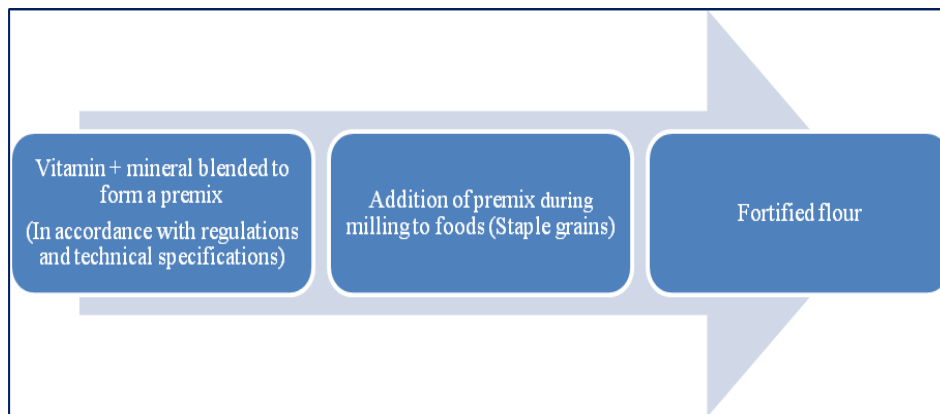 Vitamin + mineral blended to
form a premix
(In accordance with regulations
and technical specifications)
Addition of premix during
milling to foods (Staple grains)
Fortified flour